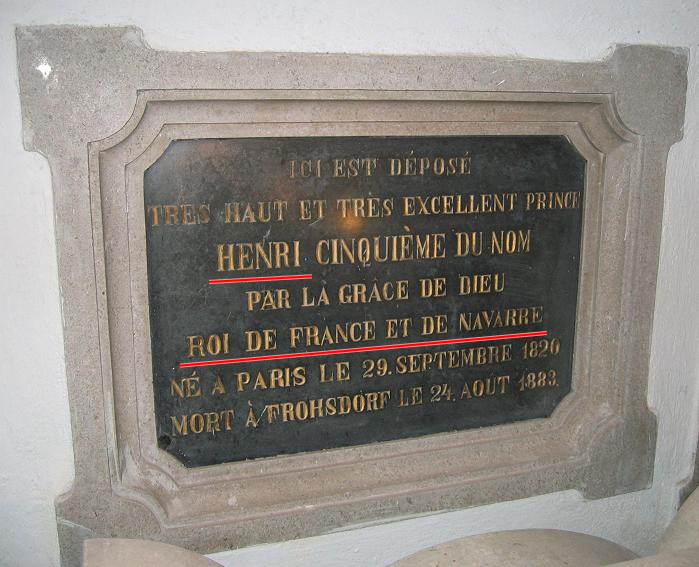 ICI EST DÉPOSÉ
TRÈS HAUT ET TRÈS EXCELLENT PRINCE
HENRI CINQUIÈME DU NOM
PAR LA GRÂCE DE DIEU
ROI DE FRANCE ET DE NAVARRE
NÉ A PARIS LE 29. SEPTEMBRE 1820
MORT À FROHSDORF LE 24. AOUT 1883.